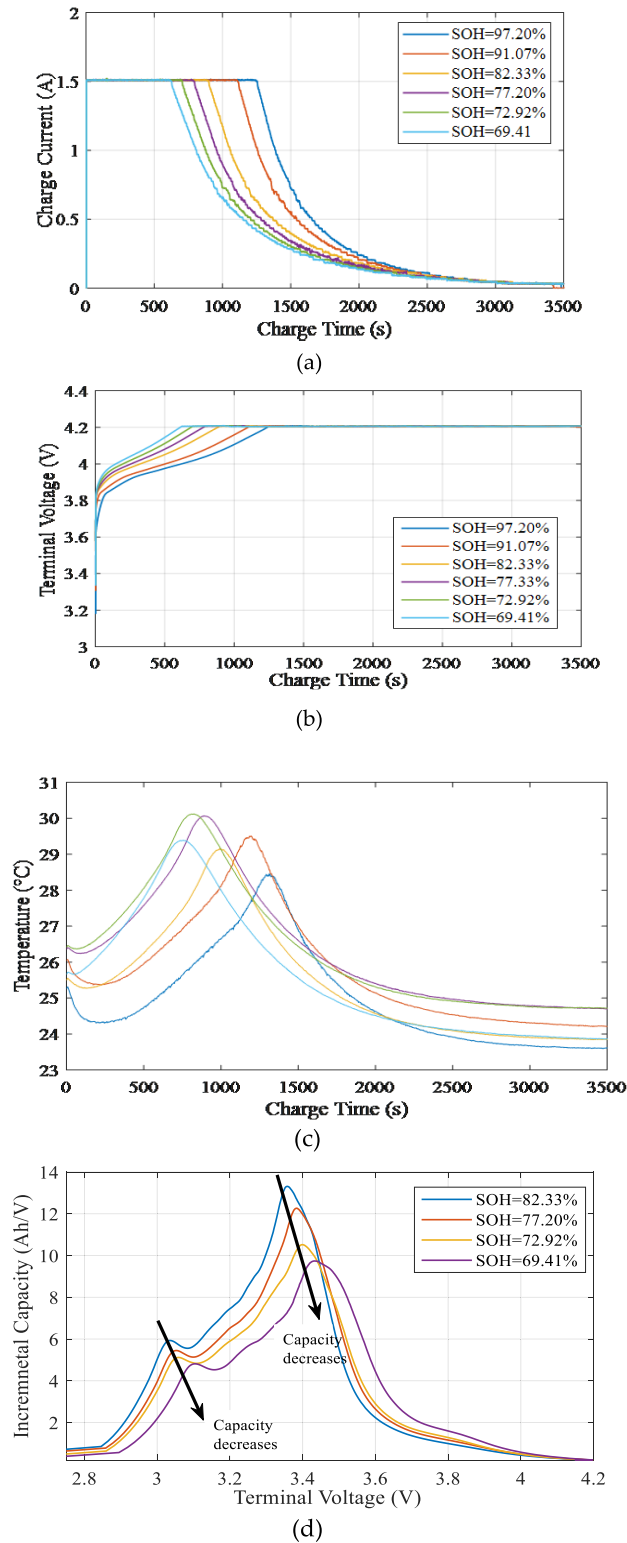 SOH=97.20%
SOH=91.07%
SOH=82.33%
SOH=77.20%
SOH=72.92%
SOH=69.41
Charge Current (A)
1.5
1
0.5
0
0 500 1000 1500 2000 2500 3000 3500
Charge Time (s)
(a)
Terminal Voltage (V)
4.4
4.2
4
3.8
3.6
3.4
3.2
3
SOH=97.20%
SOH=91.07%
SOH=82.33%
SOH=77.33%
SOH=72.92%
SOH=69.41%
0 500 1000 1500 2000 2500 3000 3500
Charge Time (s)
(b)
Temperature (°C)
31
30
29
28
27
26
25
24
23
0 500 1000 1500 2000 2500 3000 3500
Charge Time (s)
(c)
Incremnetal Capacity (Ah/V)
14
12
10
8
6
4
2
SOH=82.33%
SOH=77.20%
SOH=72.92%
SOH=69.41%
Capacity
decreases
Capacity
decreases
2.8 3 3.2 3.4 3.6 3.8 4 4.2
Terminal Voltage (V)
(d)